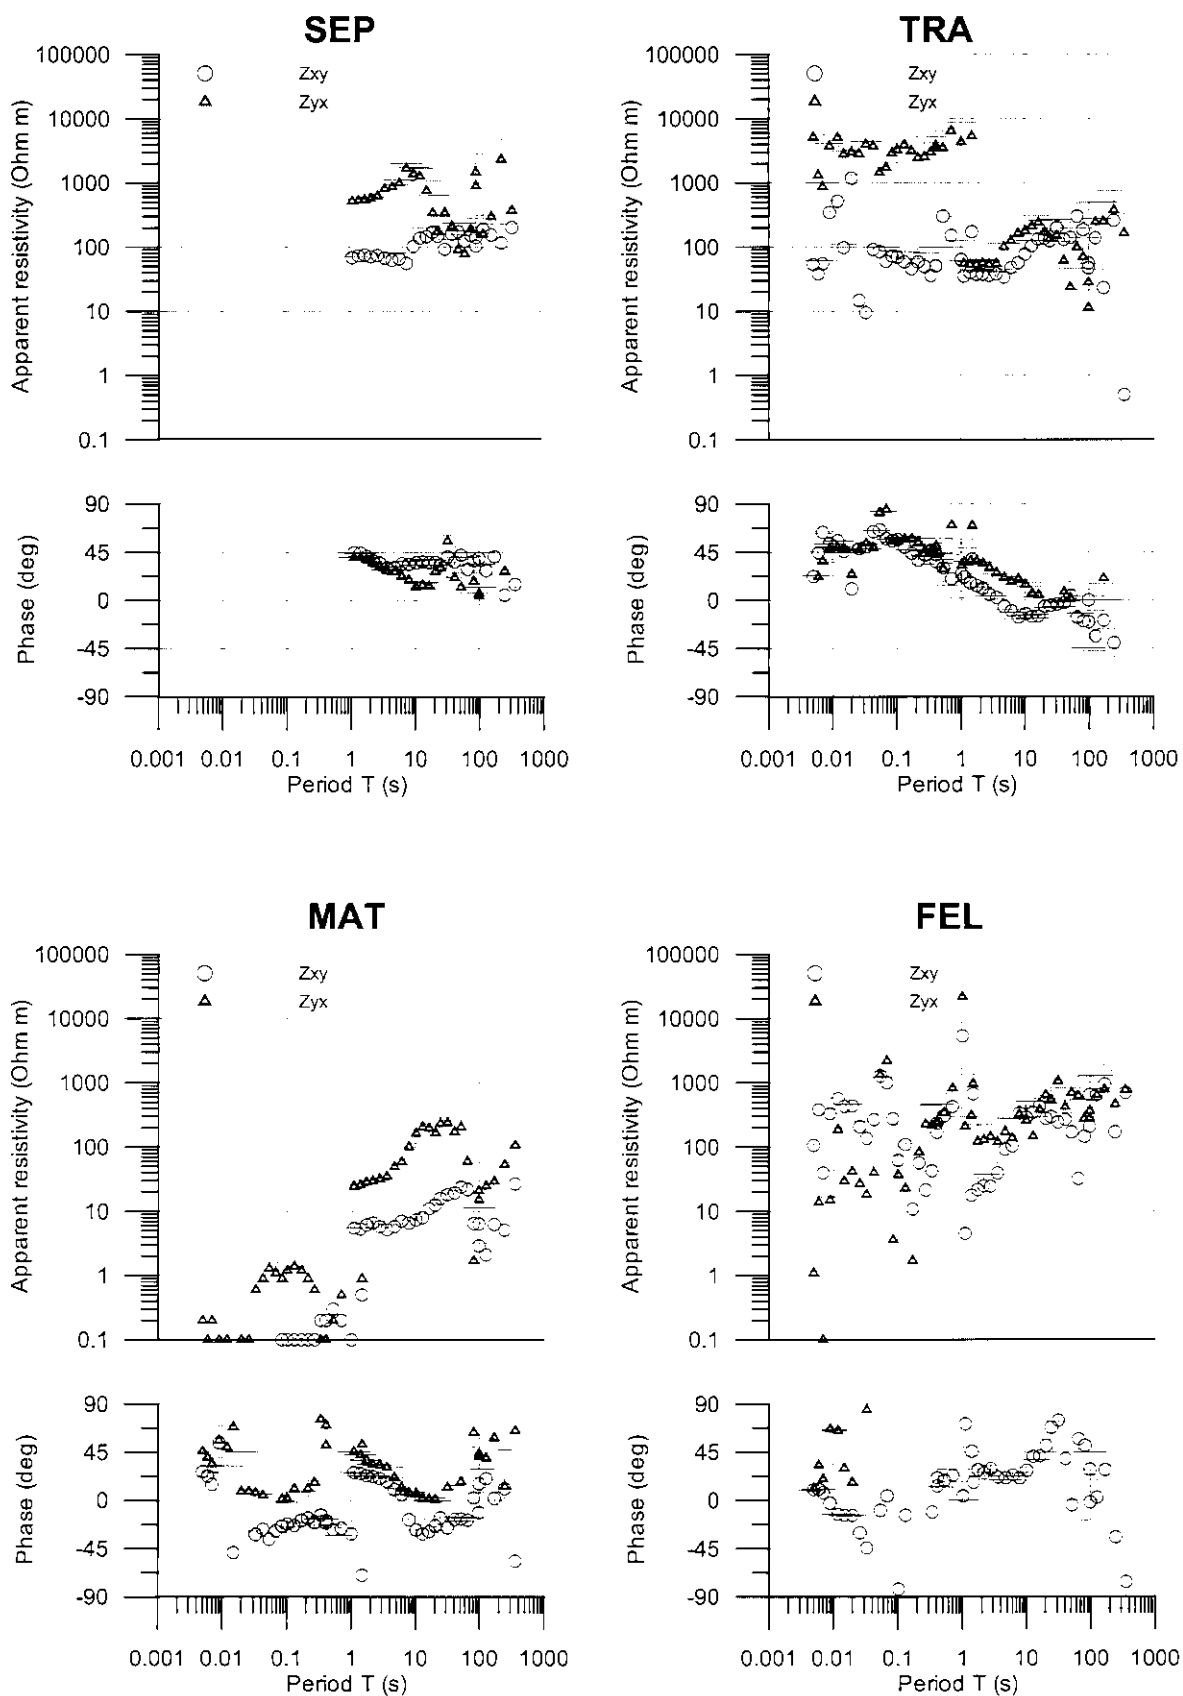 SEP
100000
10000
1000
100
10
1
0.1
Apparent resistivity (Ohm m)
Zxy
Zyx
90
45
0
-45
-90
Phase (deg)
0.001 0.01 0.1 1 10 100 1000
Period T (s)
TRA
100000
10000
1000
100
10
1
0.1
Apparent resistivity (Ohm m)
Zxy
Zyx
90
45
0
-45
-90
Phase (deg)
0.001 0.01 0.1 1 10 100 1000
Period T (s)
MAT
100000
10000
1000
100
10
1
0.1
Apparent resistivity (Ohm m)
Zxy
Zyx
90
45
0
-45
-90
Phase (deg)
0.001 0.01 0.1 1 10 100 1000
Period T (s)
FEL
100000
10000
1000
100
10
1
0.1
Apparent resistivity (Ohm m)
Zxy
Zyx
90
45
0
-45
-90
Phase (deg)
0.001 0.01 0.1 1 10 100 1000
Period T (s)